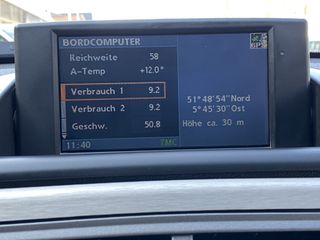 BORDCOMPUTER
GPS
Reichweite 58
A-Temp +12.0°
Verbrauch 1 9.2
Verbrauch 2 9.2
Geschw. 50.8
51°48'54"Nord
5°45'30"Ost
Höhe ca. 30 m
11:40 TMC